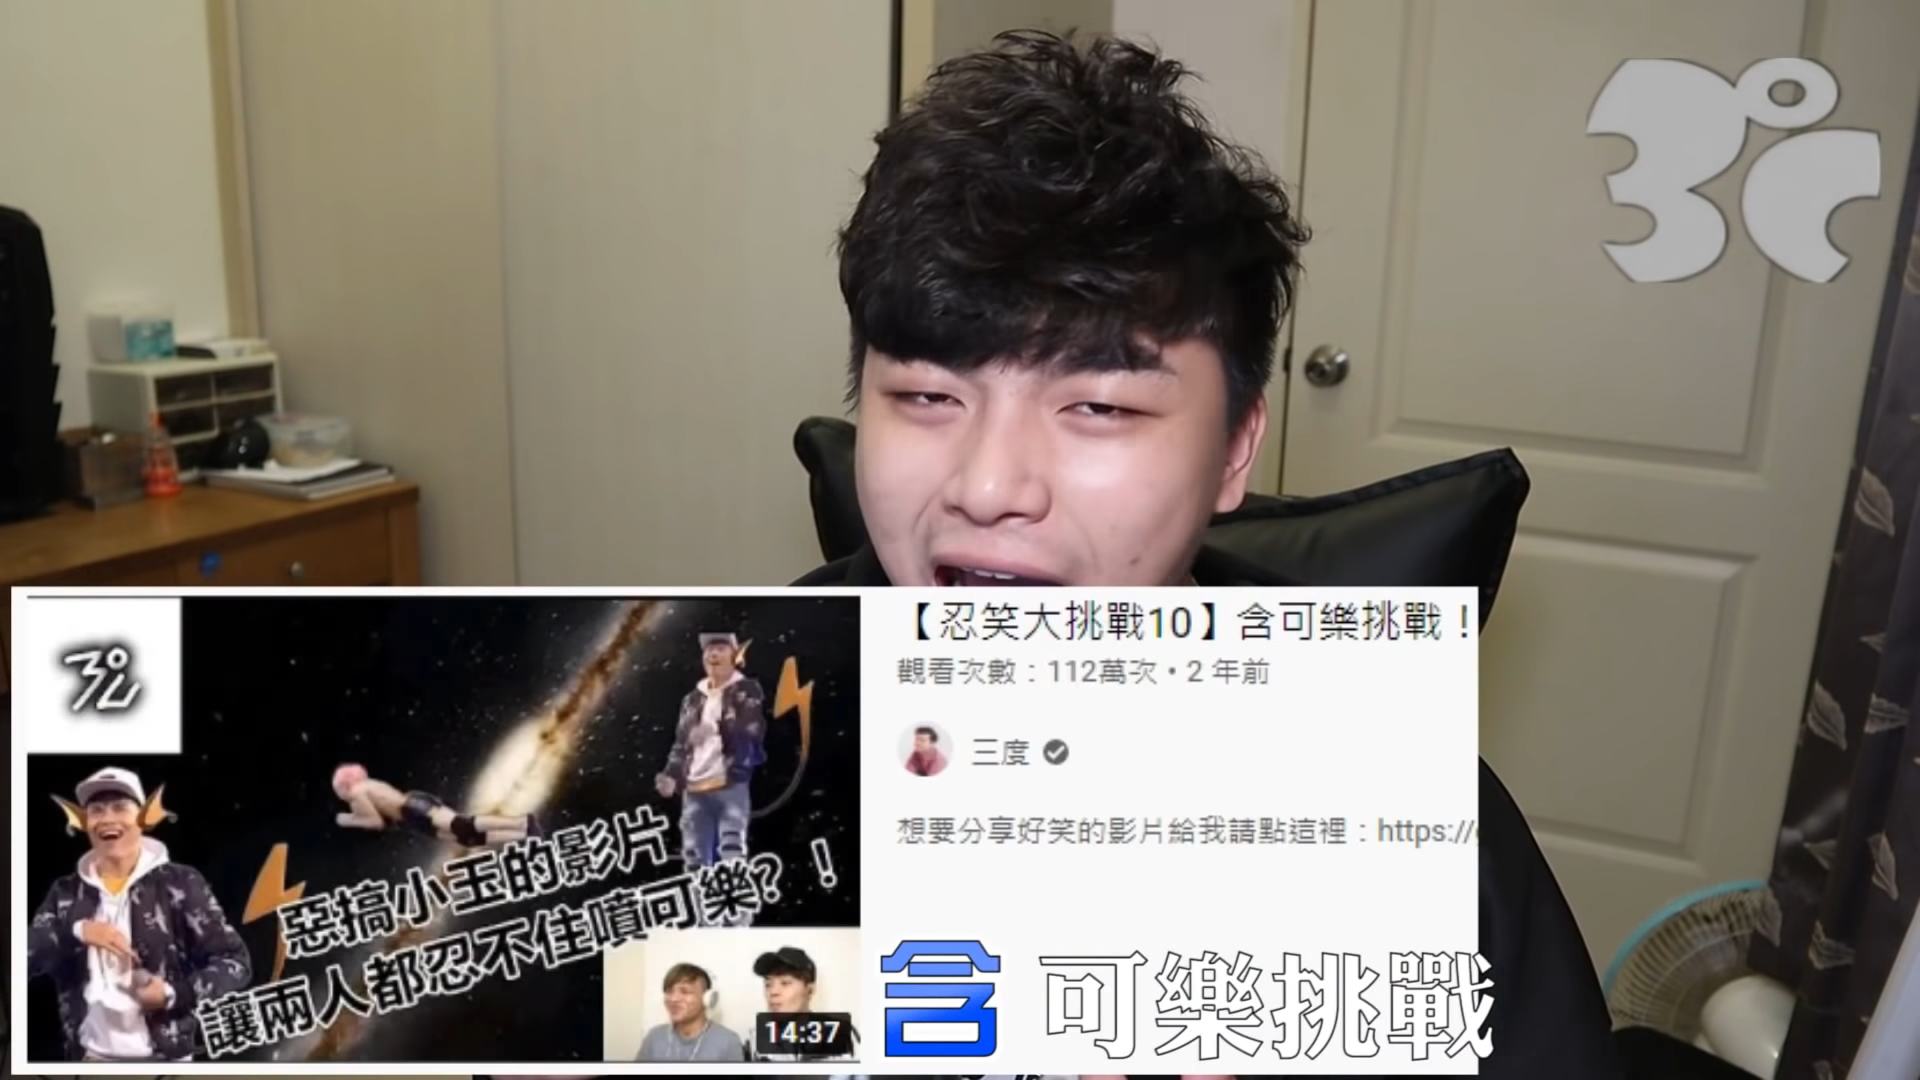 3°C
【忍笑大挑戰10】含可樂挑戰！
觀看次數：112萬次 • 2 年前
三度
想要分享好笑的影片給我請點這裡：https://
惡搞小玉的影片
讓兩人都忍不住噴可樂？！
14:37
含可樂挑戰